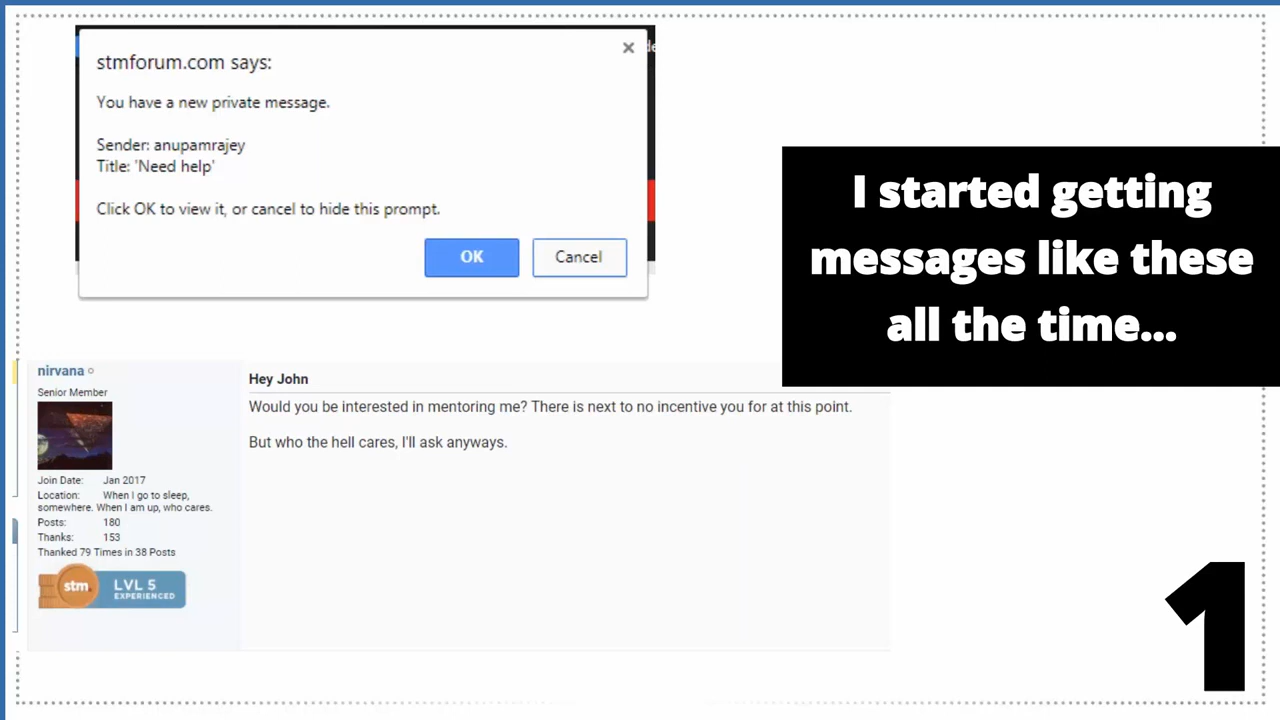 stmforum.com says:
You have a new private message.
Sender: anupamrajey
Title: 'Need help'
Click OK to view it, or cancel to hide this prompt.
OK
Cancel
I started getting
messages like these
all the time...
nirvana
Senior Member
Join Date: Jan 2017
Location: When I go to sleep,
somewhere. When I am up, who cares.
Posts: 180
Thanks: 153
Thanked 79 Times in 38 Posts
stm.
LVL 5
EXPERIENCED
Hey John
Would you be interested in mentoring me? There is next to no incentive you for at this point.
But who the hell cares, I'll ask anyways.
1